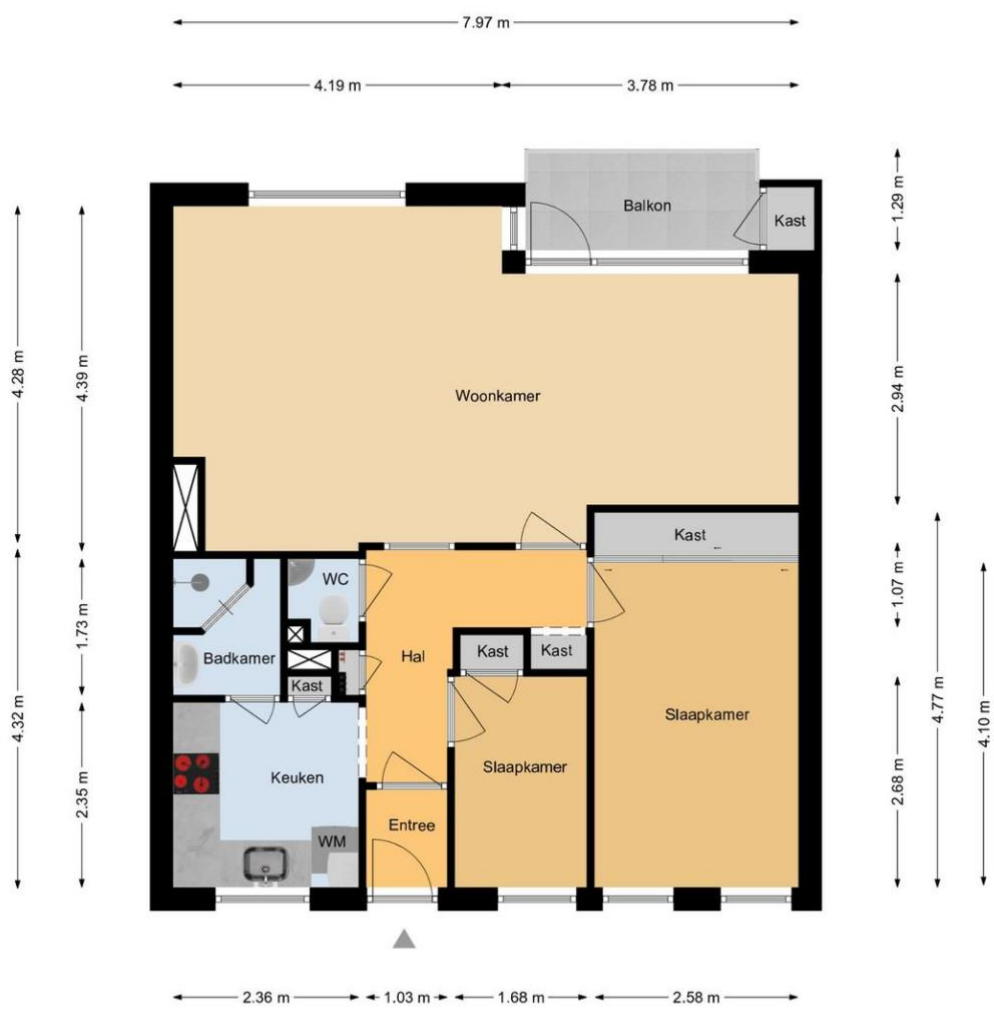 7.97 m
4.19 m
3.78 m
Balkon
Kast
1.29 m
4.28 m
4.39 m
2.94 m
Woonkamer
Kast
WC
1.07 m
1.73 m
Badkamer
Hal
Kast
Kast
Kast
4.32 m
4.77 m
4.10 m
Slaapkamer
2.35 m
Keuken
Slaapkamer
2.68 m
Entree
WM
2.36 m
1.03 m
1.68 m
2.58 m